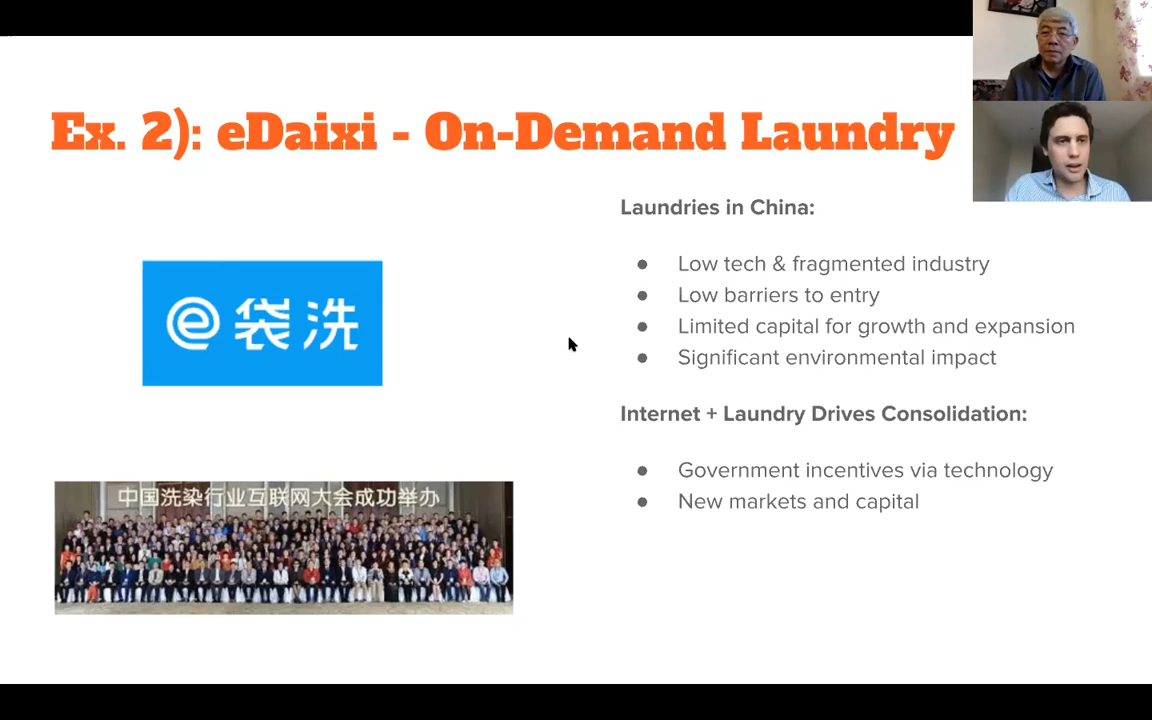 Ex. 2): eDaixi - On-Demand Laundry
Laundries in China:
● Low tech & fragmented industry
● Low barriers to entry
● Limited capital for growth and expansion
● Significant environmental impact
Internet + Laundry Drives Consolidation:
● Government incentives via technology
● New markets and capital
e袋洗
中国洗染行业互联网大会成功举办